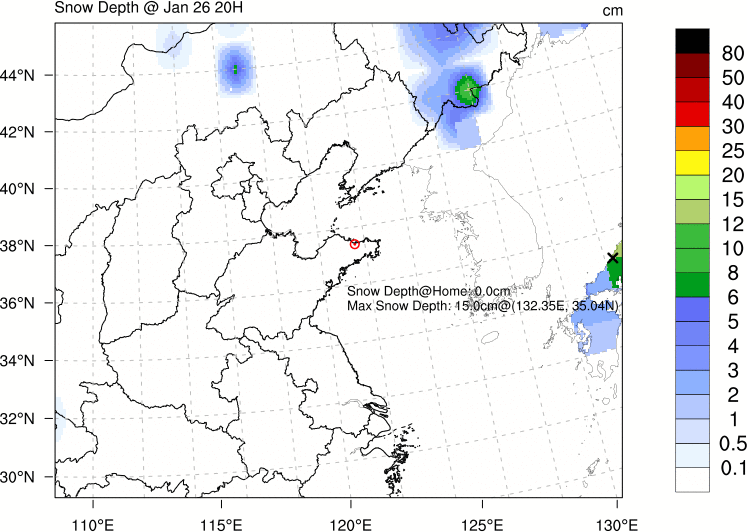 Snow Depth @ Jan 26 20H
cm
80
50
40
30
25
20
15
12
10
8
6
5
4
3
2
1
0.5
0.1
44°N
42°N
40°N
38°N
36°N
34°N
32°N
30°N
Snow Depth@Home: 0.0cm
Max Snow Depth: 15.0cm@(132.35E, 35.04N)
110°E 115°E 120°E 125°E 130°E